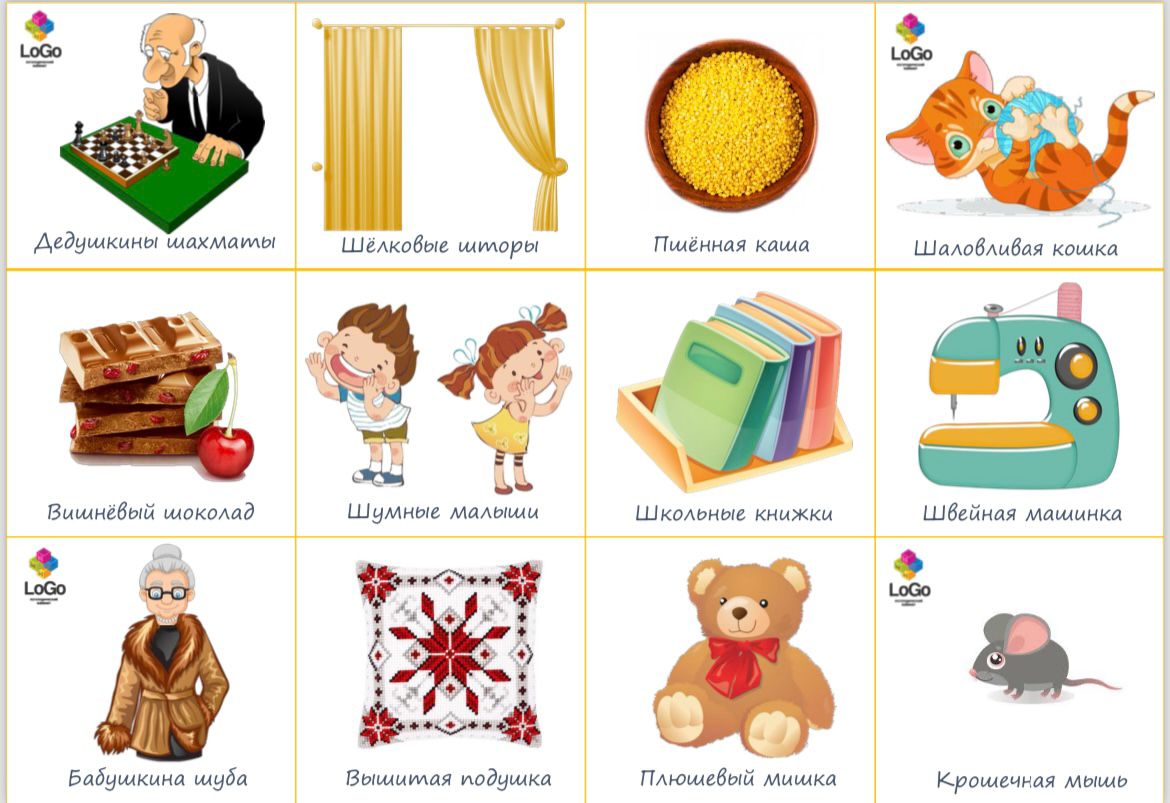 LoGo
LoGo
Дедушкины шахматы
Шёлковые шторы
Пшённая каша
Шаловливая кошка
Вишнёвый шоколад
Шумные малыши
Школьные книжки
Швейная машинка
LoGo
LoGo
Бабушкина шуба
Вышитая подушка
Плюшевый мишка
Крошечная мышь